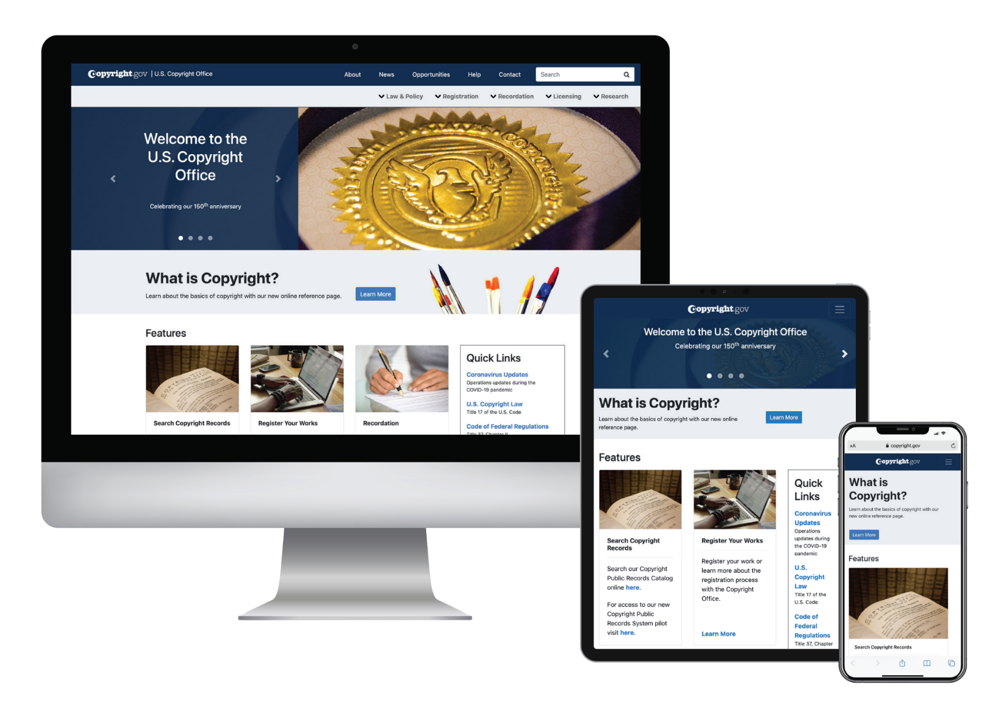 Copyright.gov | U.S. Copyright Office
About News Opportunities Help Contact Search
Law & Policy Registration Recordation Licensing Research
Welcome to the
U.S. Copyright
Office
Celebrating our 150th anniversary
What is Copyright?
Learn about the basics of copyright with our new online reference page.
Learn More
Features
Search Copyright Records
Register Your Works
Recordation
Quick Links
Coronavirus Updates
Operations updates during the
COVID-19 pandemic
U.S. Copyright Law
Title 17 of the U.S. Code
Code of Federal Regulations
Title 37, Chapter II
Copyright.gov
Welcome to the U.S. Copyright Office
Celebrating our 150th anniversary
What is Copyright?
Learn about the basics of copyright with our new online
reference page.
Learn More
Features
Search Copyright
Records
Search our Copyright
Public Records Catalog
online here.
For access to our new
Copyright Public
Records System pilot
visit here.
Register Your Works
Register your work or
learn more about the
registration process
with the Copyright
Office.
Learn More
Quick
Links
Coronavirus
Updates
Operations
updates during
the COVID-19
pandemic
U.S.
Copyright
Law
Title 17 of the
U.S. Code
Code of
Federal
Regulations
Title 37, Chapter
AA copyright.gov
Copyright.gov
What is
Copyright?
Learn about the basics of copyright with our
new online reference page.
Learn More
Features
Search Copyright Records